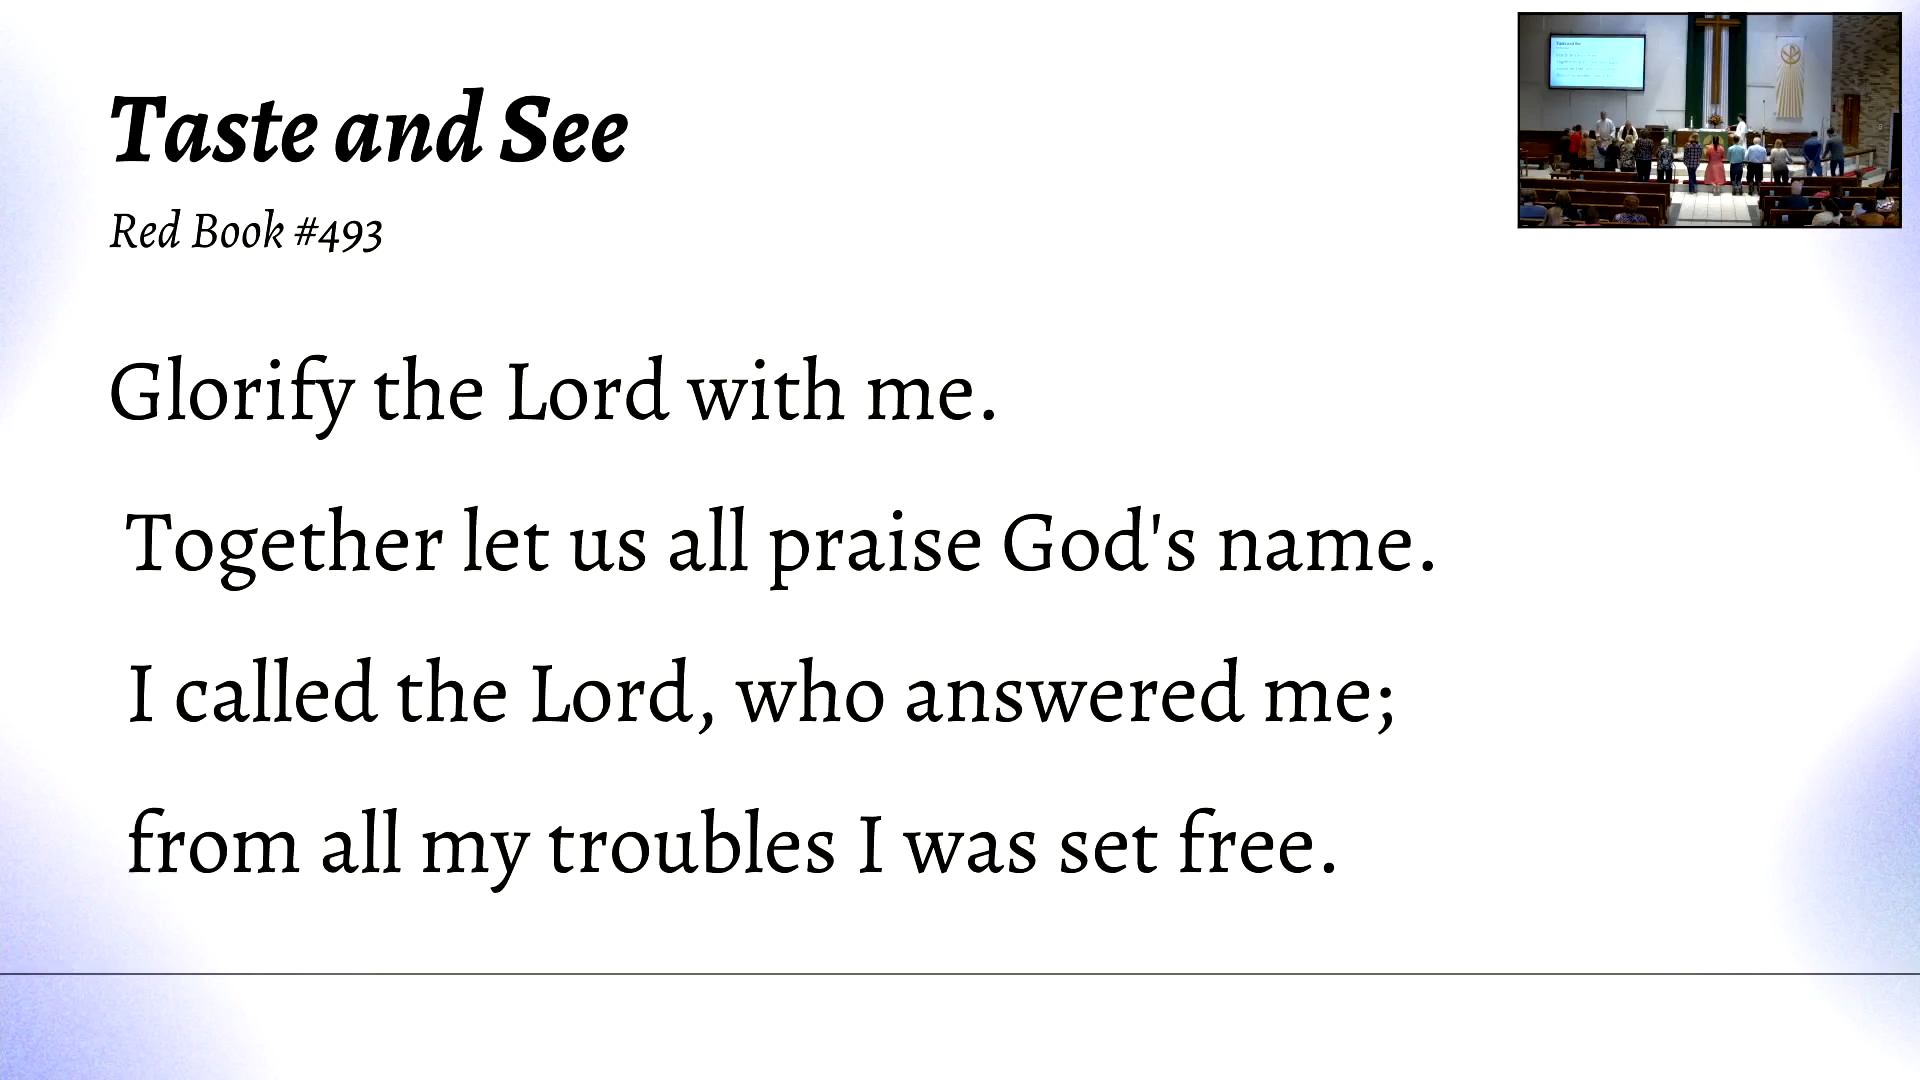 Taste and See
Red Book #493
Glorify the Lord with me.
Together let us all praise God's name.
I called the Lord, who answered me;
from all my troubles I was set free.